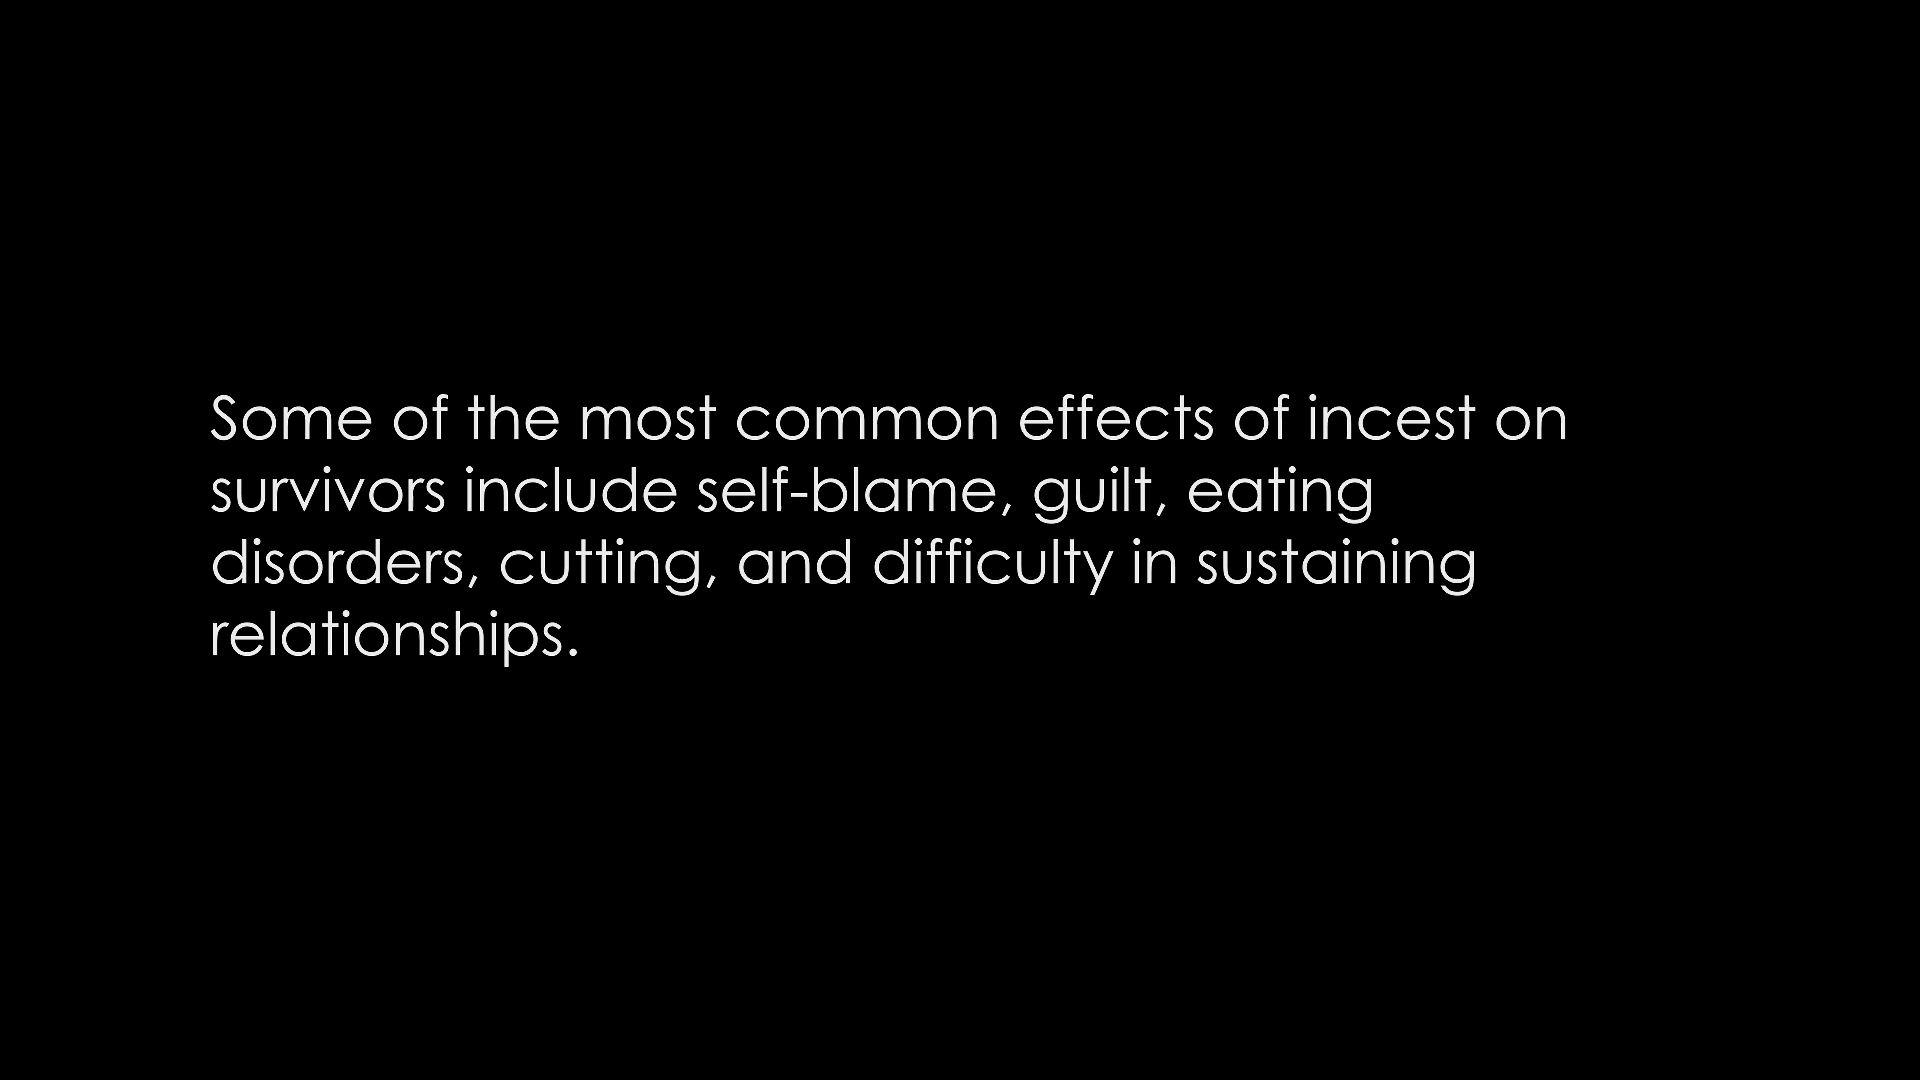 Some of the most common effects of incest on
survivors include self-blame, guilt, eating
disorders, cutting, and difficulty in sustaining
relationships.